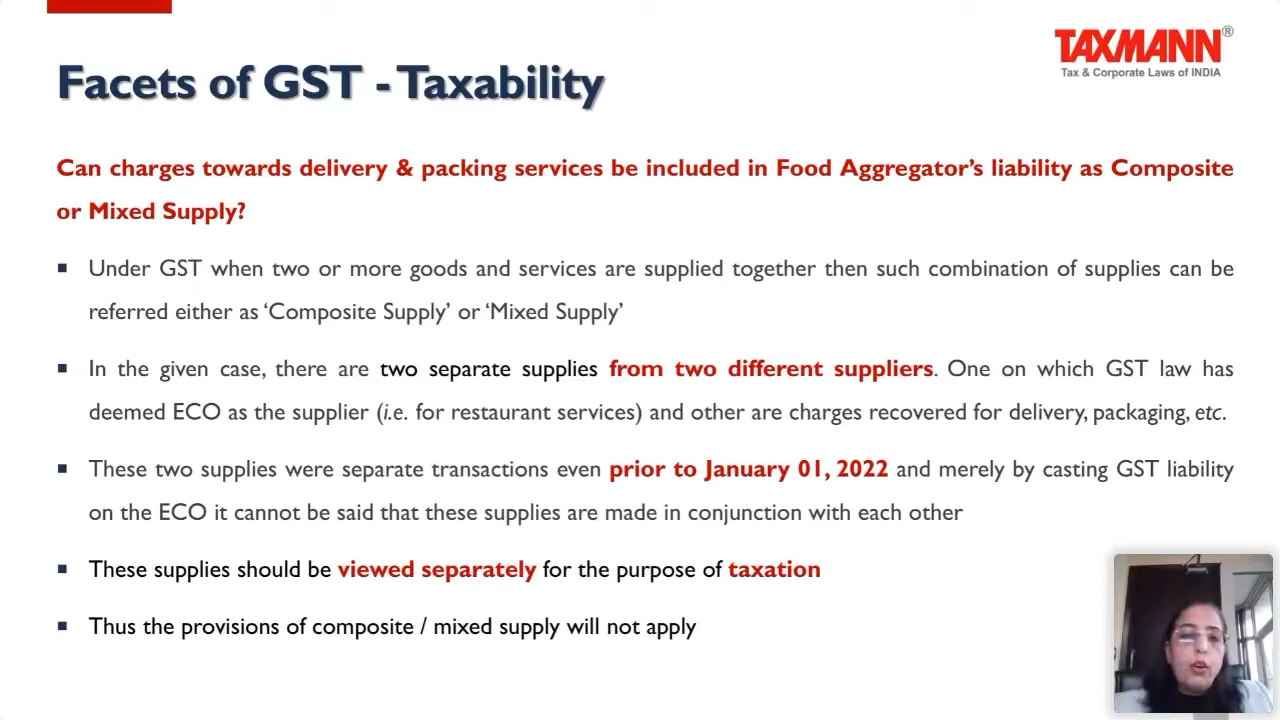 TAXMANN®
Tax & Corporate Laws of INDIA
Facets of GST - Taxability
Can charges towards delivery & packing services be included in Food Aggregator's liability as Composite
or Mixed Supply?
▪ Under GST when two or more goods and services are supplied together then such combination of supplies can be
referred either as 'Composite Supply' or 'Mixed Supply'
▪ In the given case, there are two separate supplies from two different suppliers. One on which GST law has
deemed ECO as the supplier (i.e. for restaurant services) and other are charges recovered for delivery, packaging, etc.
▪ These two supplies were separate transactions even prior to January 01, 2022 and merely by casting GST liability
on the ECO it cannot be said that these supplies are made in conjunction with each other
▪ These supplies should be viewed separately for the purpose of taxation
▪ Thus the provisions of composite / mixed supply will not apply